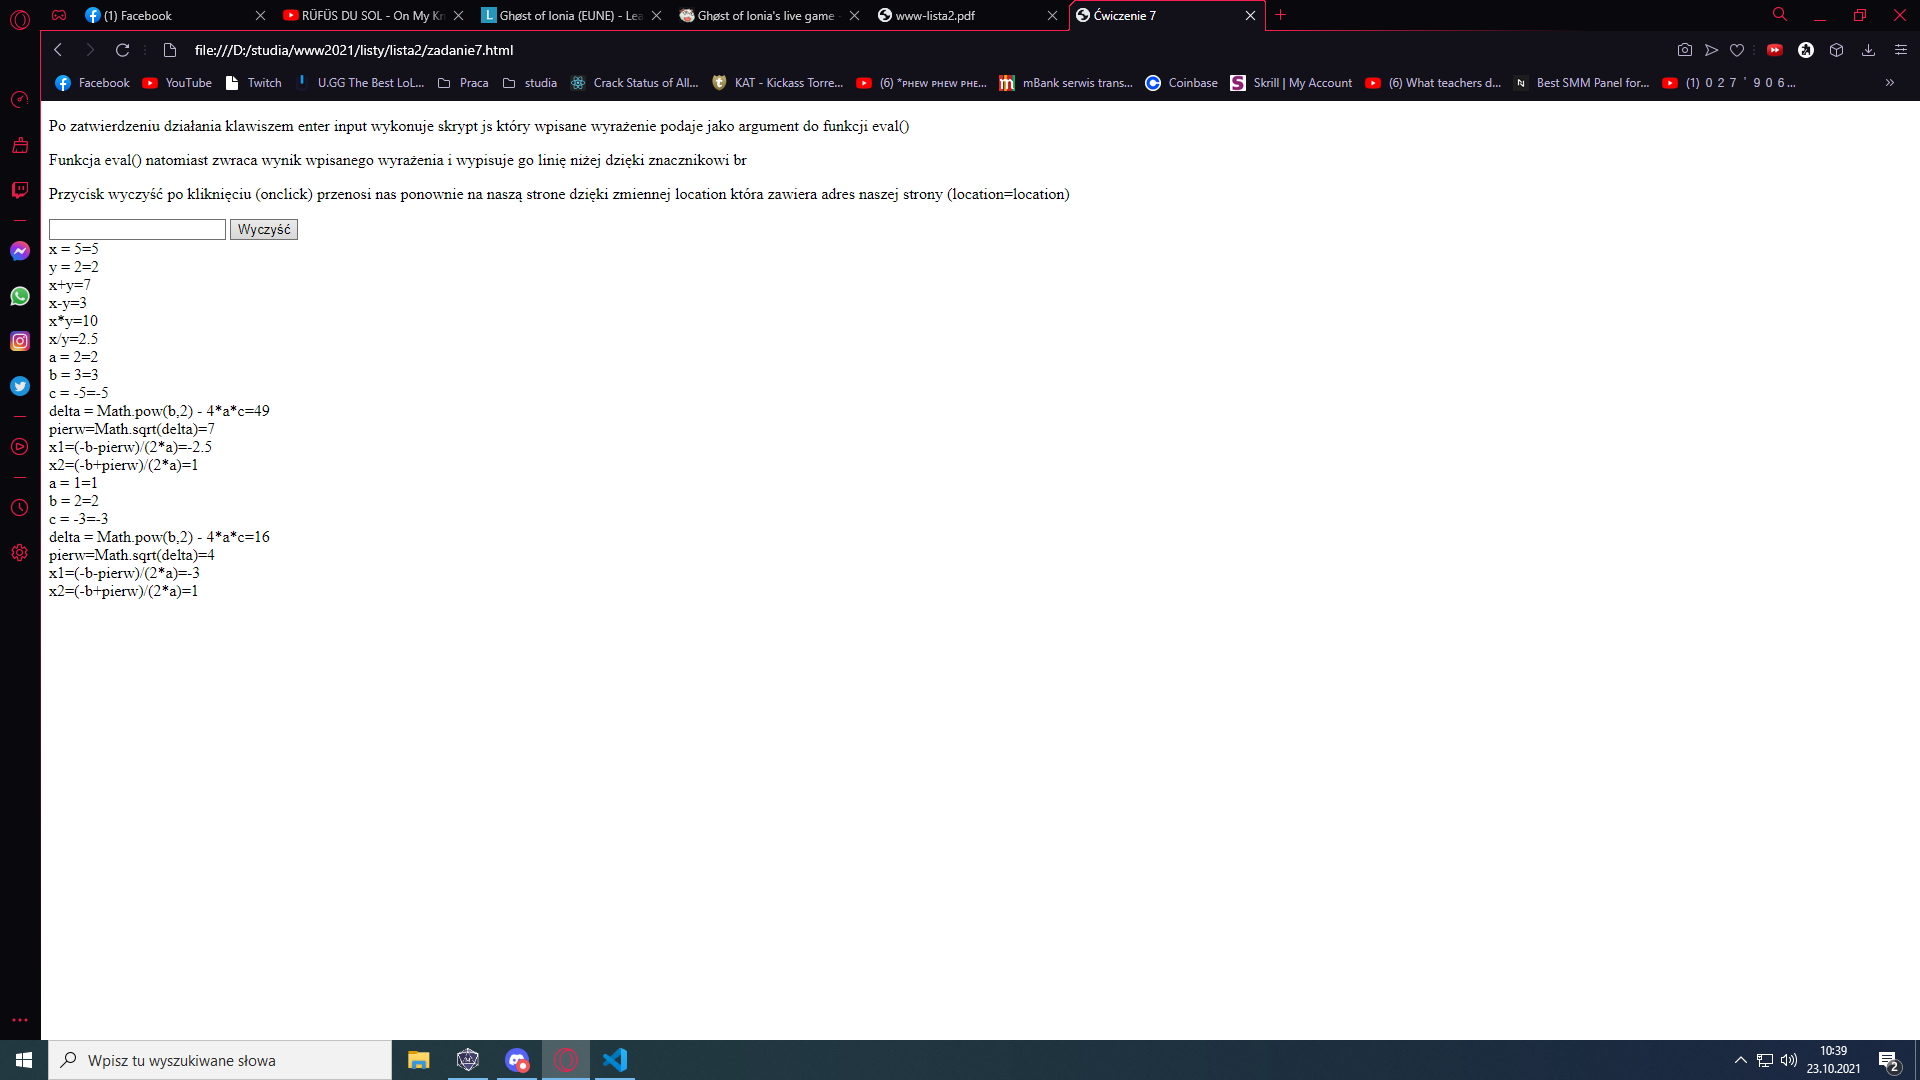 (1) Facebook
RÜFÜS DU SOL - On My Kn
L Ghøst of Ionia (EUNE) - Lea
Ghøst of Ionia's live game -
www-lista2.pdf
Ćwiczenie 7
file:///D:/studia/www2021/listy/lista2/zadanie7.html
Facebook
YouTube
Twitch
U.GG The Best LoL...
Praca
studia
Crack Status of All...
KAT - Kickass Torre...
(6) *ᴘʜᴇᴡ ᴘʜᴇᴡ ᴘʜᴇ...
mBank serwis trans...
Coinbase
Skrill | My Account
(6) What teachers d...
Best SMM Panel for...
(1) ０２７＇９０６...
Po zatwierdzeniu działania klawiszem enter input wykonuje skrypt js który wpisane wyrażenie podaje jako argument do funkcji eval()
Funkcja eval() natomiast zwraca wynik wpisanego wyrażenia i wypisuje go linię niżej dzięki znacznikowi br
Przycisk wyczyść po kliknięciu (onclick) przenosi nas ponownie na naszą strone dzięki zmiennej location która zawiera adres naszej strony (location=location)
Wyczyść
x = 5=5
y = 2=2
x+y=7
x-y=3
x*y=10
x/y=2.5
a = 2=2
b = 3=3
c = -5=-5
delta = Math.pow(b,2) - 4*a*c=49
pierw=Math.sqrt(delta)=7
x1=(-b-pierw)/(2*a)=-2.5
x2=(-b+pierw)/(2*a)=1
a = 1=1
b = 2=2
c = -3=-3
delta = Math.pow(b,2) - 4*a*c=16
pierw=Math.sqrt(delta)=4
x1=(-b-pierw)/(2*a)=-3
x2=(-b+pierw)/(2*a)=1
Wpisz tu wyszukiwane słowa
10:39
23.10.2021
2